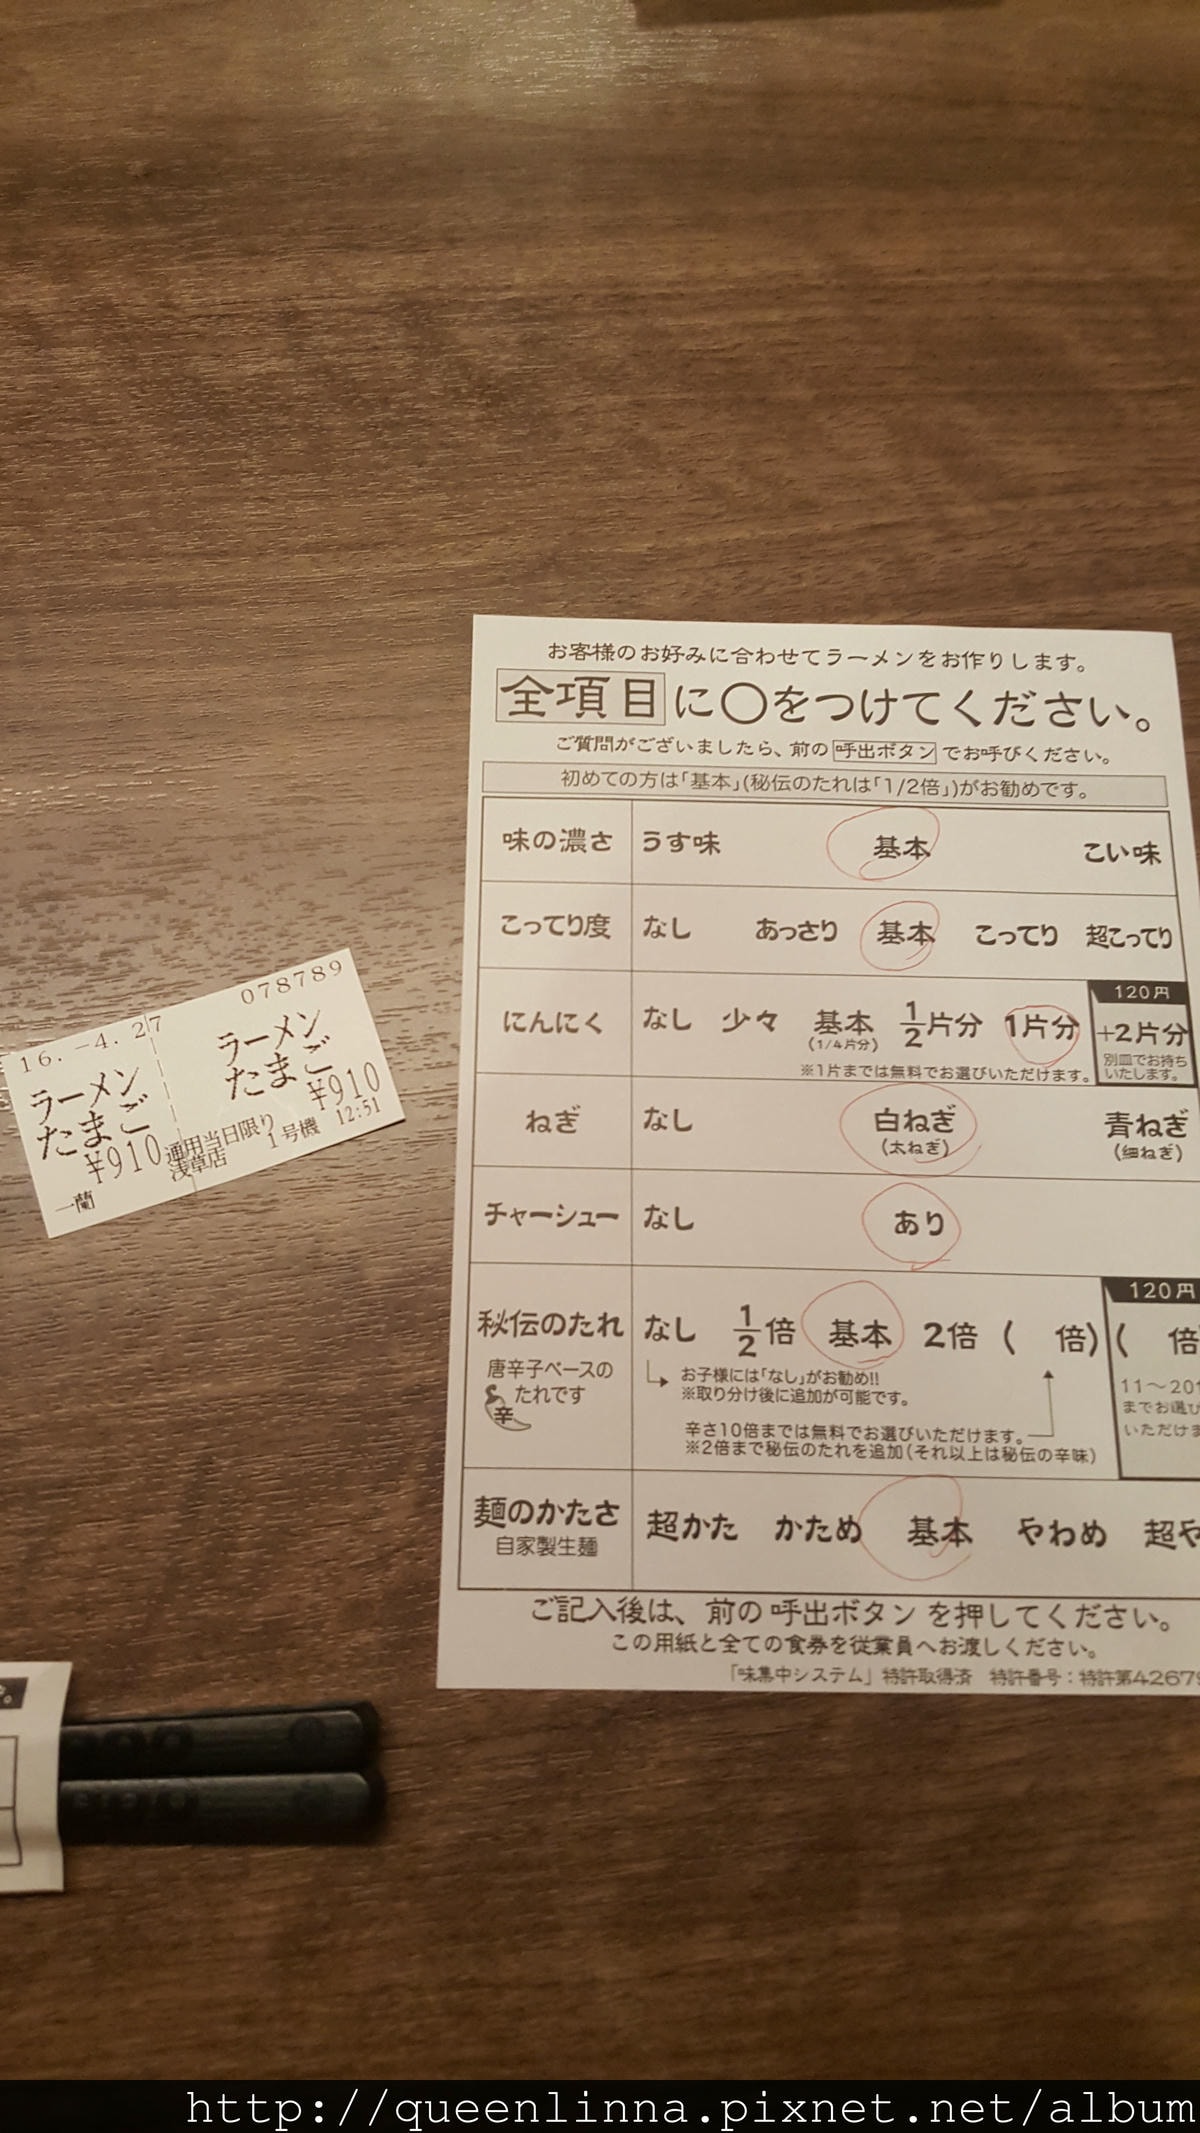 16.-4.27
ラーメン
たまご
¥910
一蘭
078789
ラーメン
たまご
¥910
運用当日限り
浅草店
1号機 12:51
お客様のお好みに合わせてラーメンをお作りします。
全項目に〇をつけてください。
ご質問がございましたら、前の呼出ボタンでお呼びください。
初めての方は「基本」(秘伝のたれは「1/2倍」)がお勧めです。
味の濃さ うす味 基本 こい味
こってり度 なし あっさり 基本 こってり 超こってり
120円
にんにく なし 少々 基本 1/2片分 1片分 +2片分
(1/4片分)
別皿でお持ち
いたします。
※1片までは無料でお選びいただけます。
ねぎ なし 白ねぎ 青ねぎ
(太ねぎ) (細ねぎ)
チャーシュー なし あり
120円
秘伝のたれ なし 1/2倍 基本 2倍 ( 倍) ( 倍
唐辛子ベースの
たれです
辛
お子様には「なし」がお勧め!!
※取り分け後に追加が可能です。
辛さ10倍までは無料でお選びいただけます。
※2倍まで秘伝のたれを追加(それ以上は秘伝の辛味)
11〜20
までお選び
いただけま
麺のかたさ 超かた かため 基本 やわめ 超や
自家製生麺
ご記入後は、前の呼出ボタンを押してください。
この用紙と全ての食券を従業員へお渡しください。
「味集中システム」特許取得済 特許番号：特許第4267
http://queenlinna.pixnet.net/album